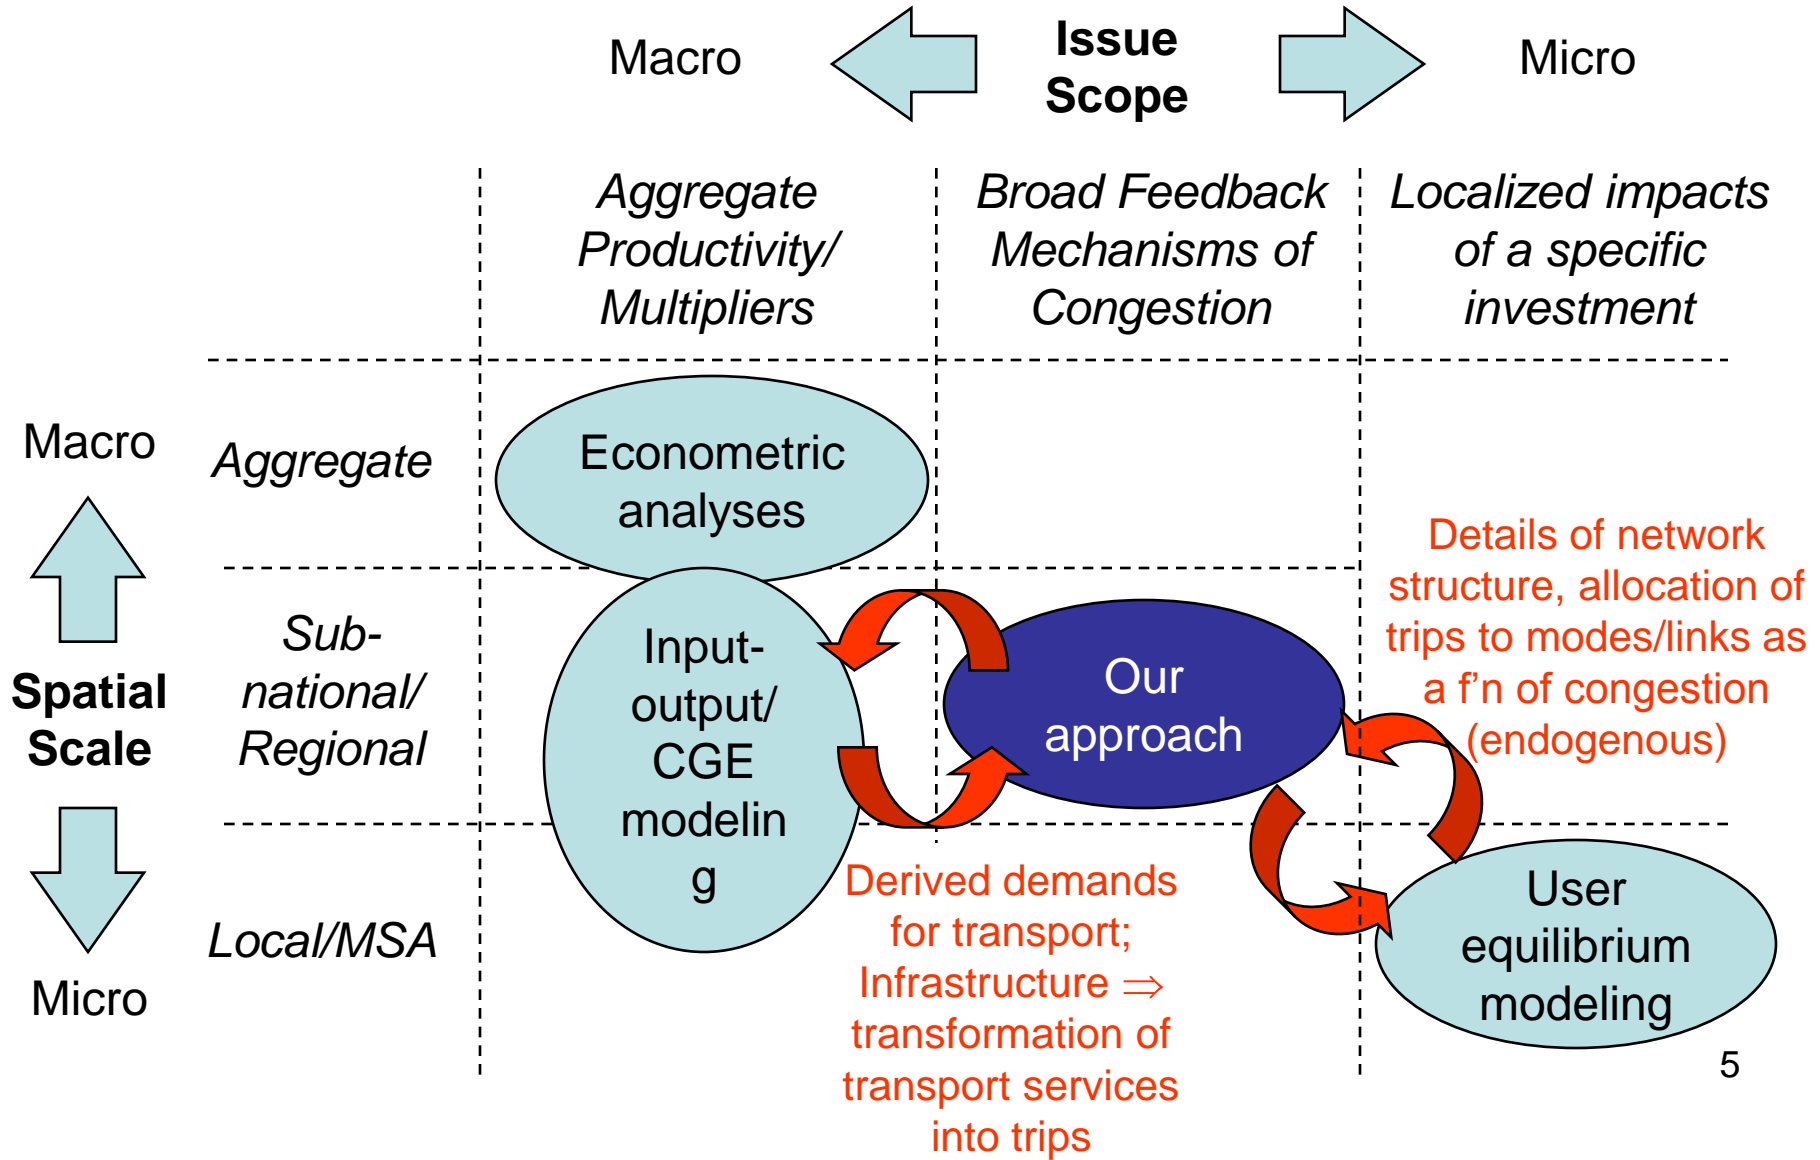 Macro
Issue
Scope
Micro
Aggregate
Productivity/
Multipliers
Broad Feedback
Mechanisms of
Congestion
Localized impacts
of a specific
investment
Macro
Spatial
Scale
Micro
Aggregate
Econometric
analyses
Sub-
national/
Regional
Input-
output/
CGE
modelin
g
Our
approach
Details of network
structure, allocation of
trips to modes/links as
a f’n of congestion
(endogenous)
Local/MSA
Derived demands
for transport;
Infrastructure ⇒
transformation of
transport services
into trips
User
equilibrium
modeling
5